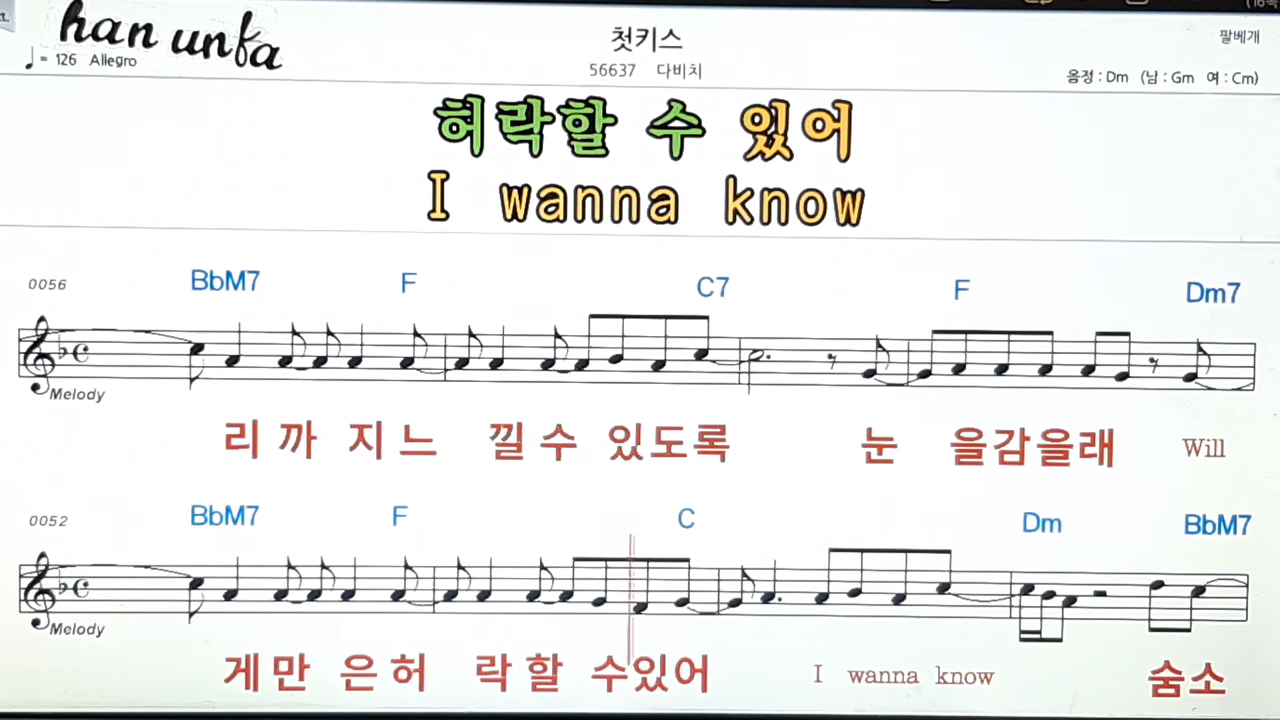 han unfa
첫키스
팔베개
♩ = 126 Allegro
56637 다비치
음정 : Dm (남 : Gm 여 : Cm)
허락할 수 있어
I wanna know
0056 BbM7 F C7 F Dm7
Melody
리 까 지 느 낄 수 있도록 눈 을감을래 Will
0052 BbM7 F C Dm BbM7
Melody
게 만 은 허 락 할 수있어 I wanna know 숨소